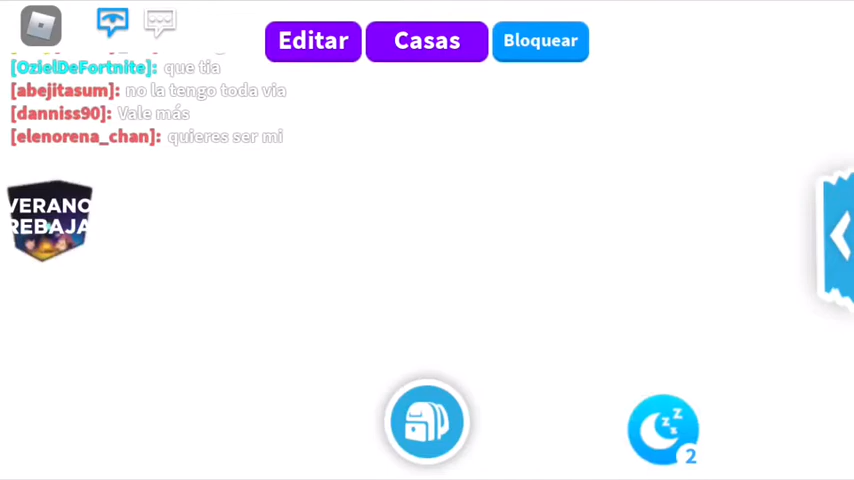 Editar
Casas
Bloquear
[OzielDeFortnite]: que tia
[abejitasum]: no la tengo toda via
[danniss90]: Vale más
[elenorena_chan]: quieres ser mi
VERANO
REBAJA
z z z
2